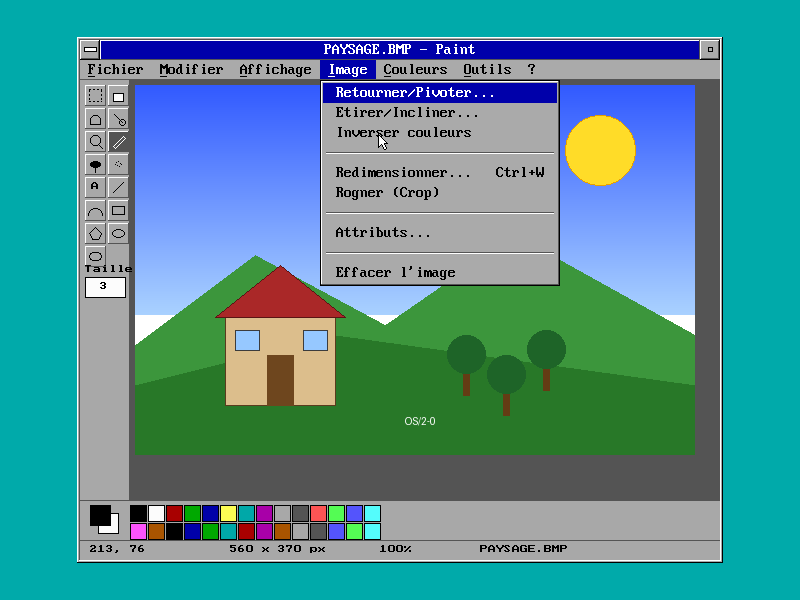 PAYSAGE.BMP - Paint
Fichier Modifier Affichage Image Couleurs Outils ?
Retourner/Pivoter...
Etirer/Incliner...
Inverser couleurs
Redimensionner... Ctrl+W
Rogner (Crop)
Attributs...
Effacer l'image
A
Taille
3
OS/2-0
213, 76 560 x 370 px 100% PAYSAGE.BMP